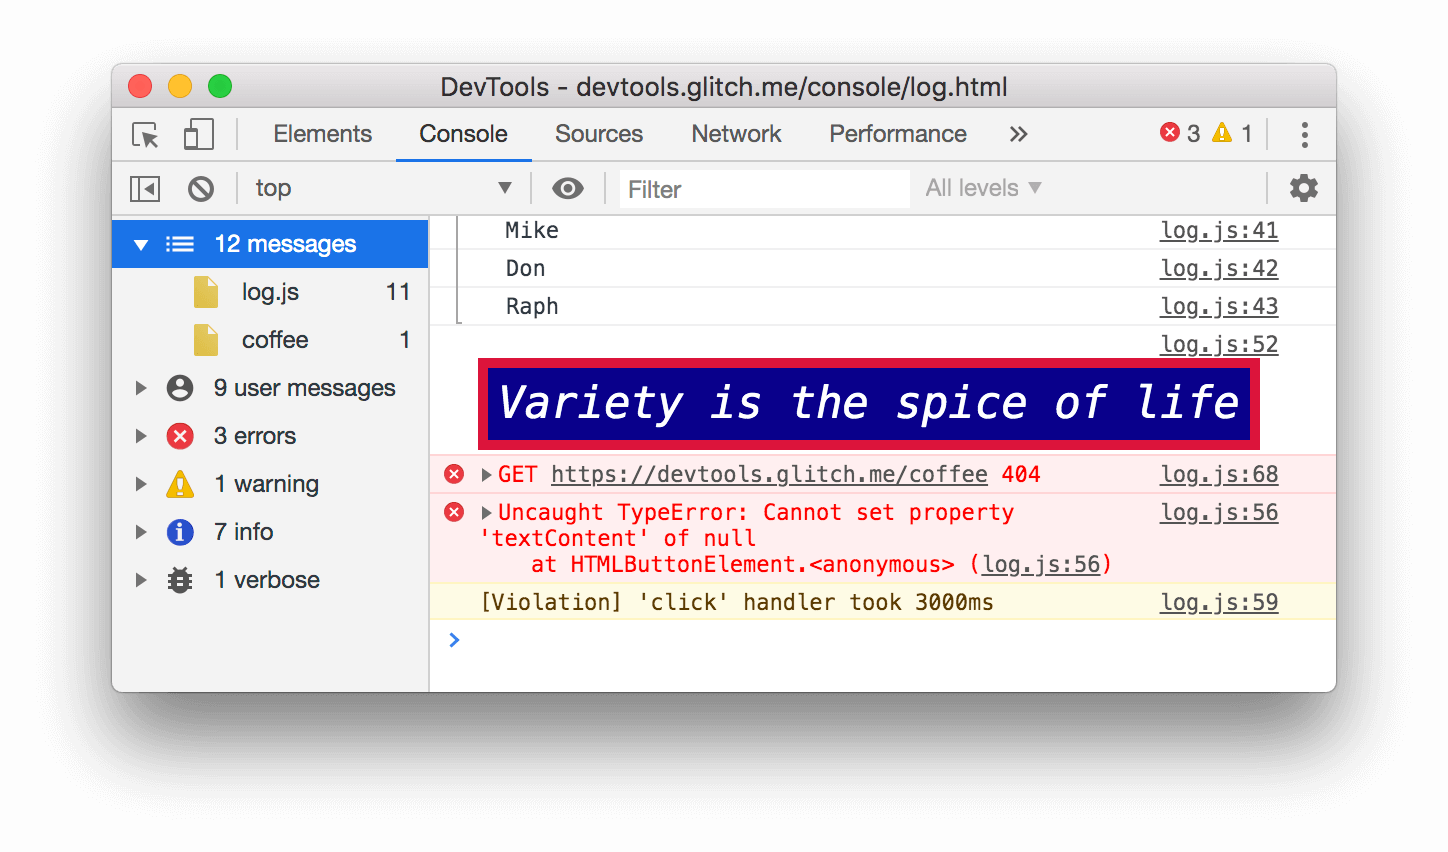 DevTools - devtools.glitch.me/console/log.html
Elements Console Sources Network Performance » 3 1
top Filter All levels
12 messages
log.js 11
coffee 1
9 user messages
3 errors
1 warning
7 info
1 verbose
Mike log.js:41
Don log.js:42
Raph log.js:43
log.js:52
Variety is the spice of life
GET https://devtools.glitch.me/coffee 404 log.js:68
Uncaught TypeError: Cannot set property log.js:56
'textContent' of null
at HTMLButtonElement.<anonymous> (log.js:56)
[Violation] 'click' handler took 3000ms log.js:59